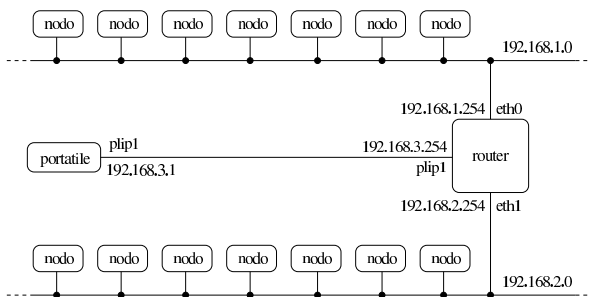 nodo nodo nodo nodo nodo nodo nodo
192.168.1.0
192.168.1.254 eth0
plip1
192.168.3.254
portatile
router
192.168.3.1
plip1
192.168.2.254 eth1
nodo nodo nodo nodo nodo nodo nodo
192.168.2.0